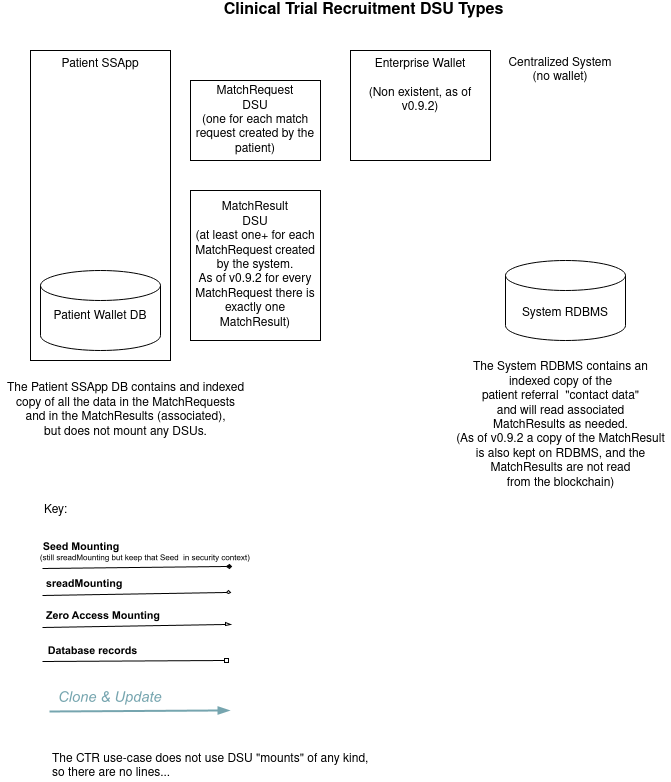 Clinical Trial Recruitment DSU Types
Patient SSApp
MatchRequest
DSU
(one for each match
request created by the
patient)
Enterprise Wallet
(Non existent, as of
v0.9.2)
Centralized System
(no wallet)
MatchResult
DSU
(at least one+ for each
MatchRequest created
by the system.
As of v0.9.2 for every
MatchRequest there is
exactly one
MatchResult)
Patient Wallet DB
System RDBMS
The Patient SSApp DB contains and indexed
copy of all the data in the MatchRequests
and in the MatchResults (associated),
but does not mount any DSUs.
The System RDBMS contains an
indexed copy of the
patient referral "contact data"
and will read associated
MatchResults as needed.
(As of v0.9.2 a copy of the MatchResult
is also kept on RDBMS, and the
MatchResults are not read
from the blockchain)
Key:
Seed Mounting
(still sreadMounting but keep that Seed in security context)
sreadMounting
Zero Access Mounting
Database records
Clone & Update
The CTR use-case does not use DSU "mounts" of any kind,
so there are no lines...